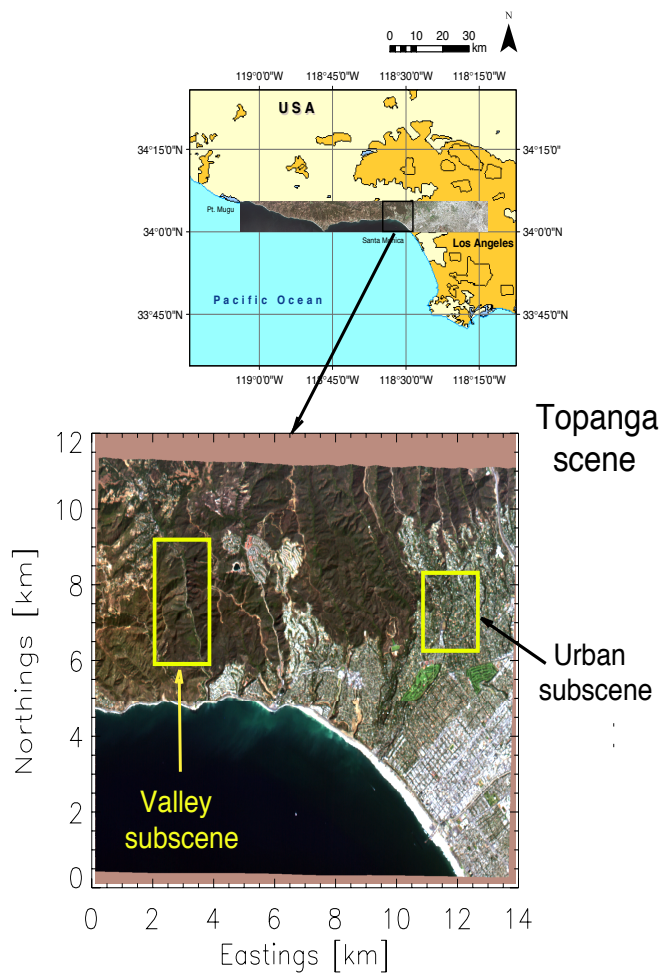 N
0 10 20 30
km
119°0'0"W 118°45'0"W 118°30'0"W 118°15'0"W
USA
34°15'0"N 34°15'0"
Pt. Mugu
34°0'0"N 34°0'0"N
Santa Monica
Los Angeles
Pacific Ocean
33°45'0"N 33°45'0"N
119°0'0"W 118°45'0"W 118°30'0"W 118°15'0"W
Topanga
scene
12
10
8
6
4
2
0
Northings [km]
Urban
subscene
Valley
subscene
0 2 4 6 8 10 12 14
Eastings [km]